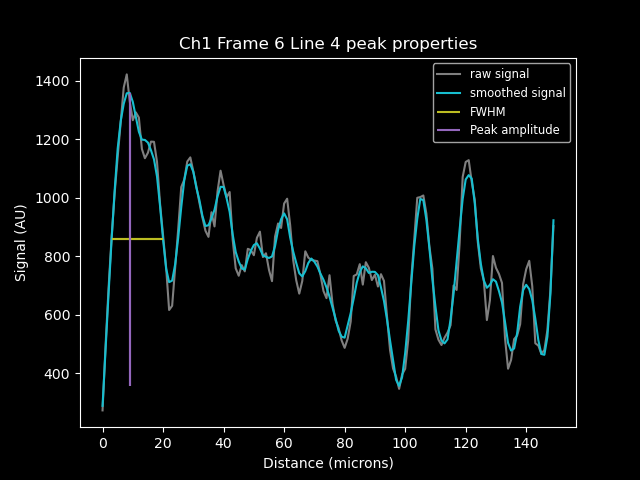 Ch1 Frame 6 Line 4 peak properties
raw signal
smoothed signal
FWHM
Peak amplitude
Signal (AU)
1400
1200
1000
800
600
400
0 20 40 60 80 100 120 140
Distance (microns)